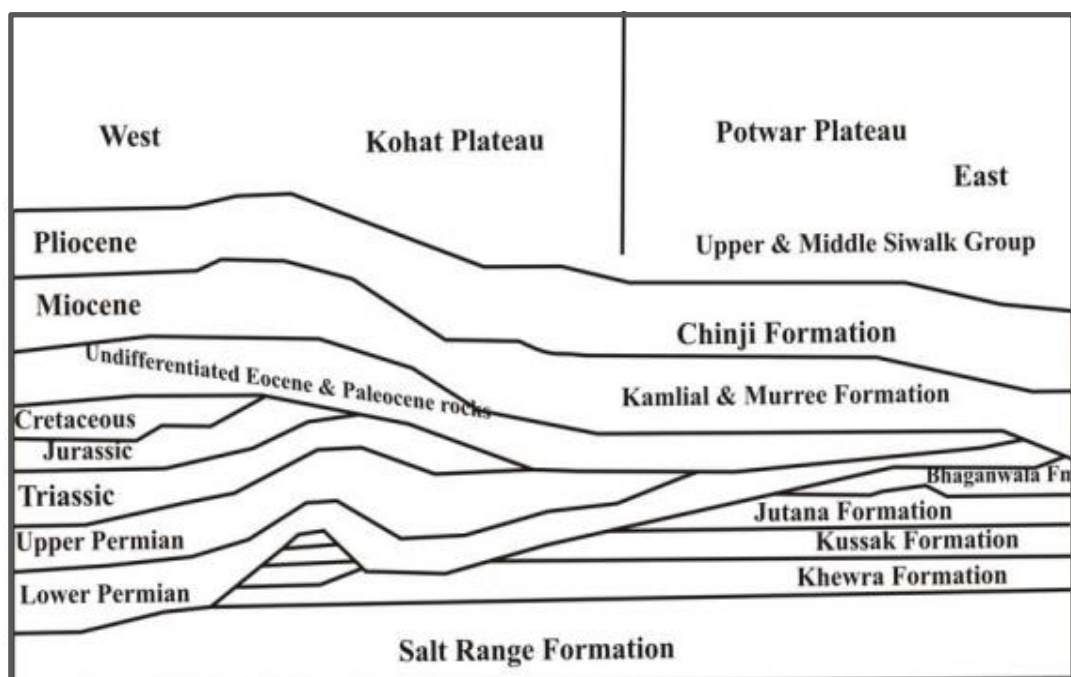 West
Kohat Plateau
Potwar Plateau
East
Pliocene
Upper & Middle Siwalk Group
Miocene
Chinji Formation
Undifferentiated Eocene & Paleocene rocks
Kamlial & Murree Formation
Cretaceous
Jurassic
Bhaganwala Fn
Triassic
Jutana Formation
Upper Permian
Kussak Formation
Khewra Formation
Lower Permian
Salt Range Formation